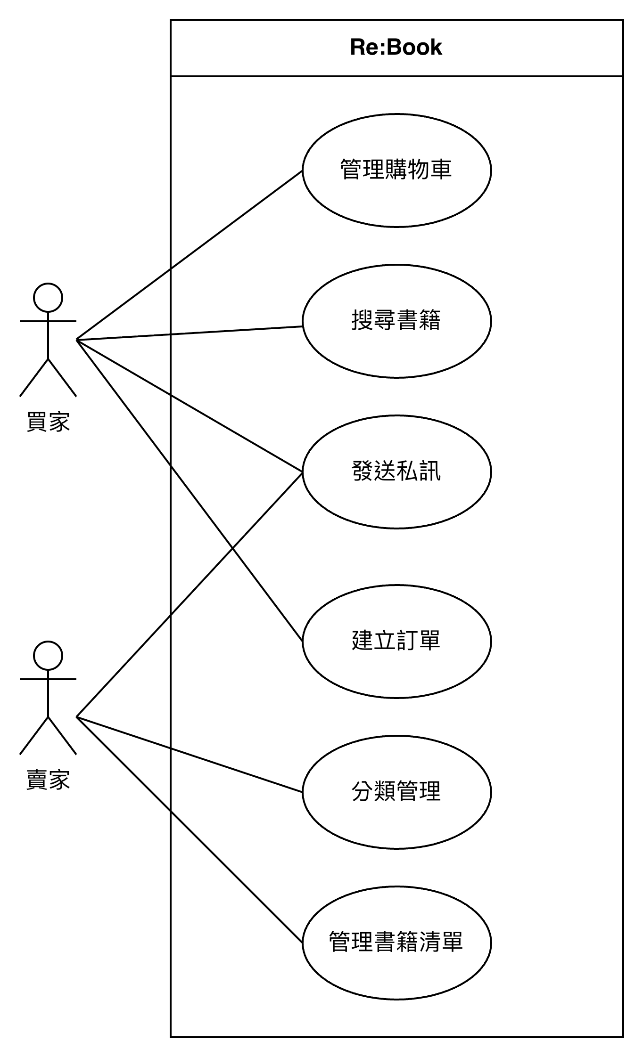 Re:Book
管理購物車
搜尋書籍
買家
發送私訊
建立訂單
賣家
分類管理
管理書籍清單